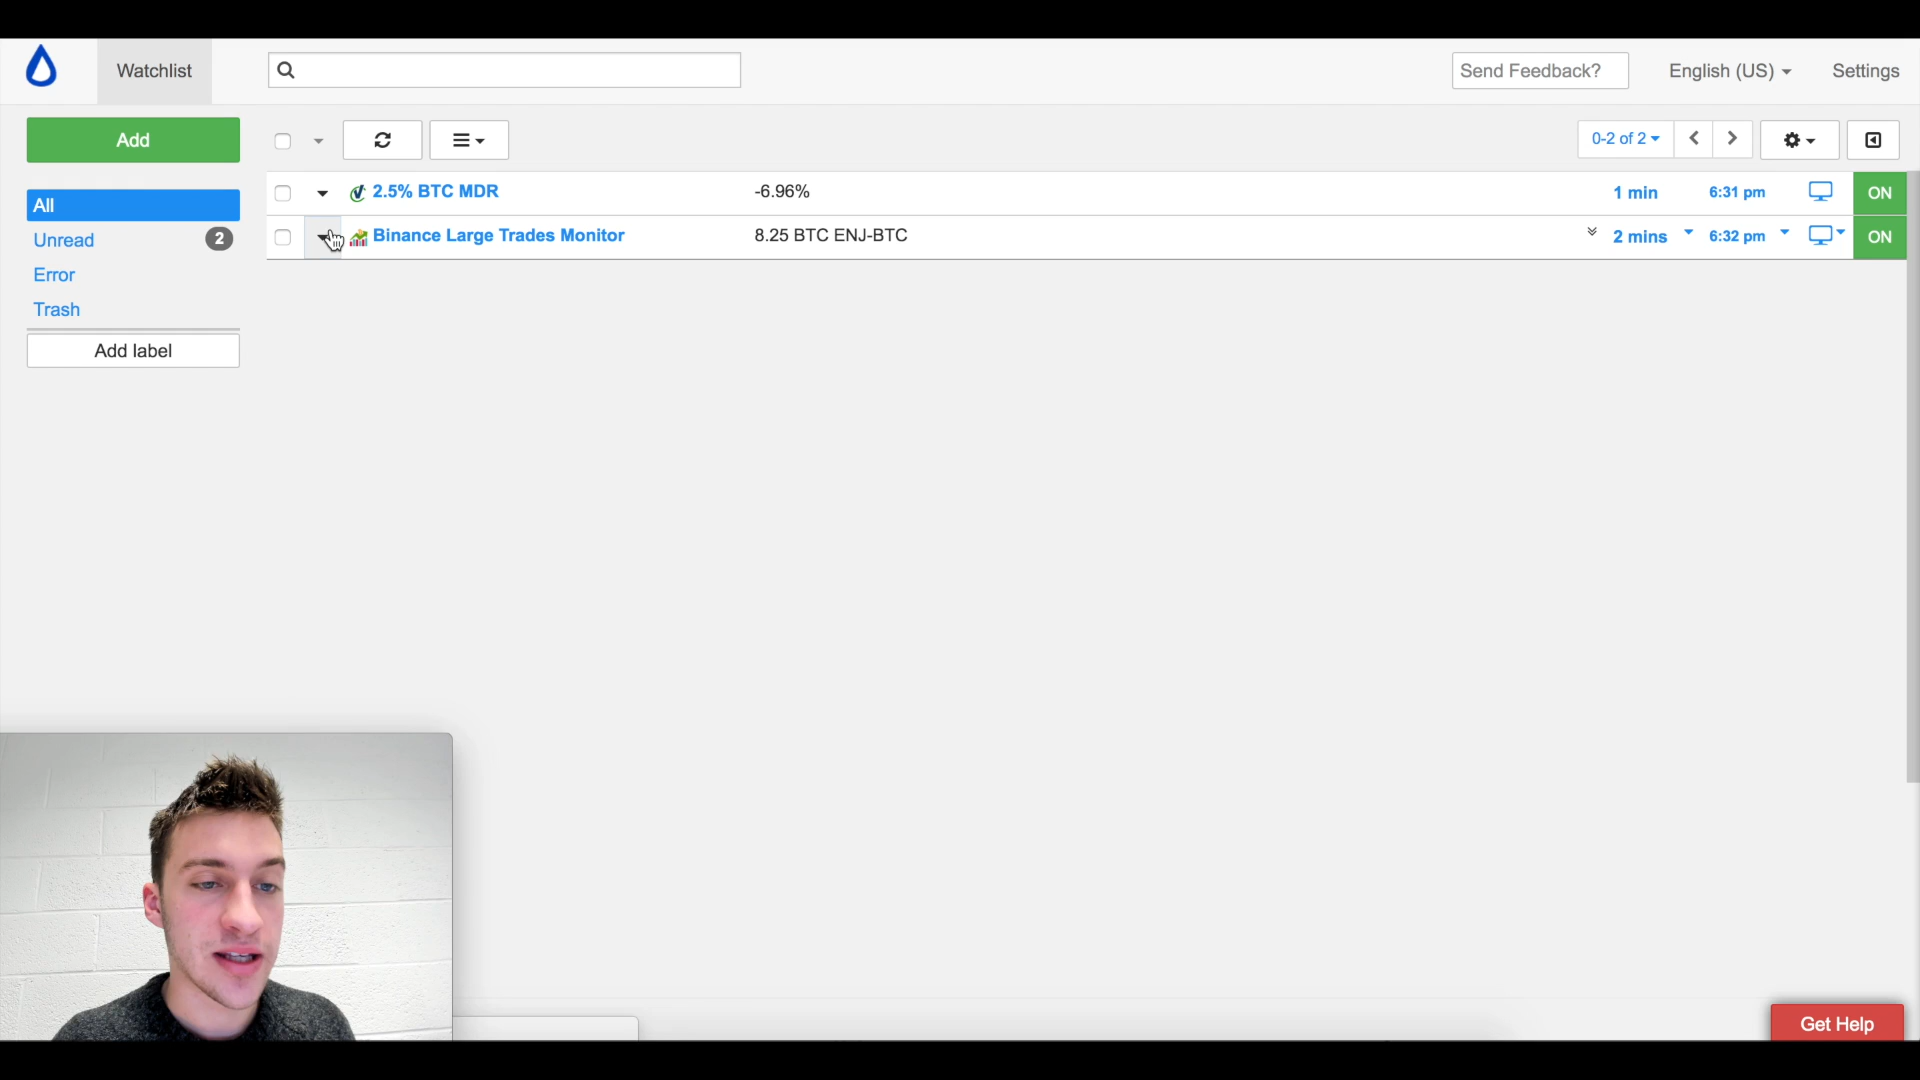 Watchlist
Send Feedback?
English (US)
Settings
Add
0-2 of 2
All
2.5% BTC MDR
-6.96%
1 min
6:31 pm
ON
Unread
2
Binance Large Trades Monitor
8.25 BTC ENJ-BTC
2 mins
6:32 pm
ON
Error
Trash
Add label
Get Help